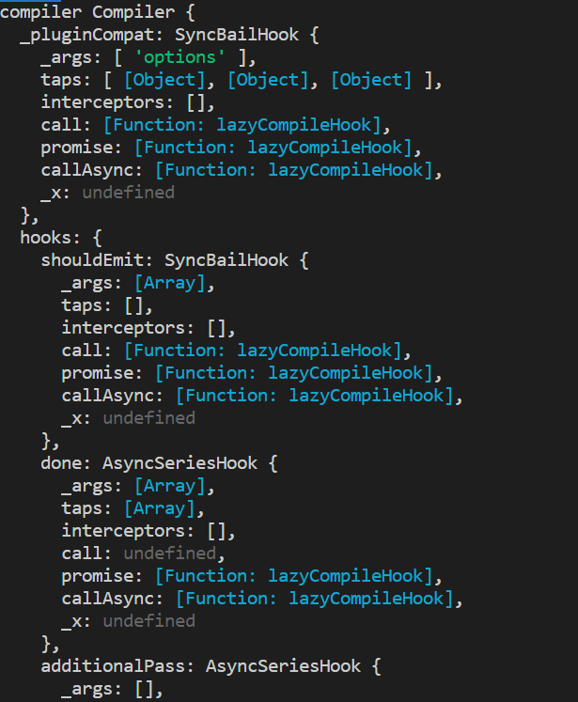 compiler Compiler {
  _pluginCompat: SyncBailHook {
    _args: [ 'options' ],
    taps: [ [Object], [Object], [Object] ],
    interceptors: [],
    call: [Function: lazyCompileHook],
    promise: [Function: lazyCompileHook],
    callAsync: [Function: lazyCompileHook],
    _x: undefined
  },
  hooks: {
    shouldEmit: SyncBailHook {
      _args: [Array],
      taps: [],
      interceptors: [],
      call: [Function: lazyCompileHook],
      promise: [Function: lazyCompileHook],
      callAsync: [Function: lazyCompileHook],
      _x: undefined
    },
    done: AsyncSeriesHook {
      _args: [Array],
      taps: [Array],
      interceptors: [],
      call: undefined,
      promise: [Function: lazyCompileHook],
      callAsync: [Function: lazyCompileHook],
      _x: undefined
    },
    additionalPass: AsyncSeriesHook {
      _args: [],